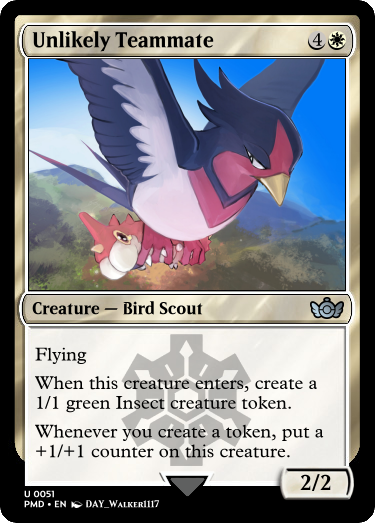 Unlikely Teammate 4
Creature — Bird Scout
Flying
When this creature enters, create a
1/1 green Insect creature token.
Whenever you create a token, put a
+1/+1 counter on this creature.
2/2
U 0051
PMD • EN DAY_Walker1117